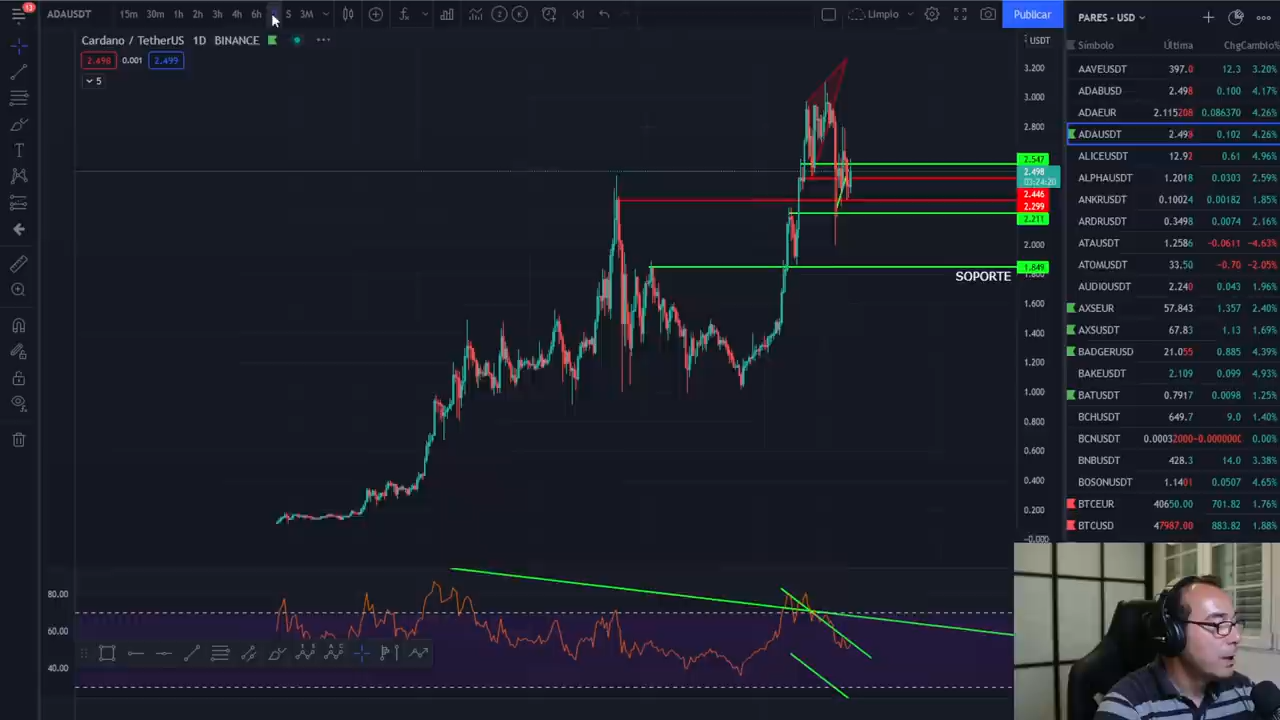 13
ADAUSDT 15m 30m 1h 2h 3h 4h 6h S 3M Limpio Publicar
PARES - USD
Cardano / TetherUS 1D BINANCE
USDT
2.498 0.001 2.499
5
Símbolo Última Chg Cambio%
AAVEUSDT 397.0 12.3 3.20%
ADABUSD 2.498 0.100 4.17%
ADAEUR 2.115208 0.086370 4.26%
ADAUSDT 2.498 0.102 4.26%
ALICEUSDT 12.92 0.61 4.96%
ALPHAUSDT 1.2018 0.0303 2.59%
ANKRUSDT 0.10024 0.00182 1.85%
ARDRUSDT 0.3498 0.0074 2.16%
ATAUSDT 1.2586 -0.0611 -4.63%
ATOMUSDT 33.50 -0.70 -2.05%
AUDIOUSDT 2.240 0.043 1.96%
AXSEUR 57.843 1.357 2.40%
AXSUSDT 67.83 1.13 1.69%
BADGERUSD 21.055 0.885 4.39%
BAKEUSDT 2.109 0.099 4.93%
BATUSDT 0.7917 0.0098 1.25%
BCHUSDT 649.7 9.0 1.40%
BCNUSDT 0.00032000 -0.000000 0.00%
BNBUSDT 428.3 14.0 3.38%
BOSONUSDT 1.1401 0.0507 4.65%
BTCEUR 40650.00 701.82 1.76%
BTCUSD 47987.00 883.82 1.88%
3.200
3.000
2.800
2.547
2.498
03:24:20
2.446
2.299
2.211
2.000
1.849
SOPORTE
1.600
1.400
1.200
1.000
0.800
0.600
0.400
0.200
-0.000
80.00
60.00
40.00